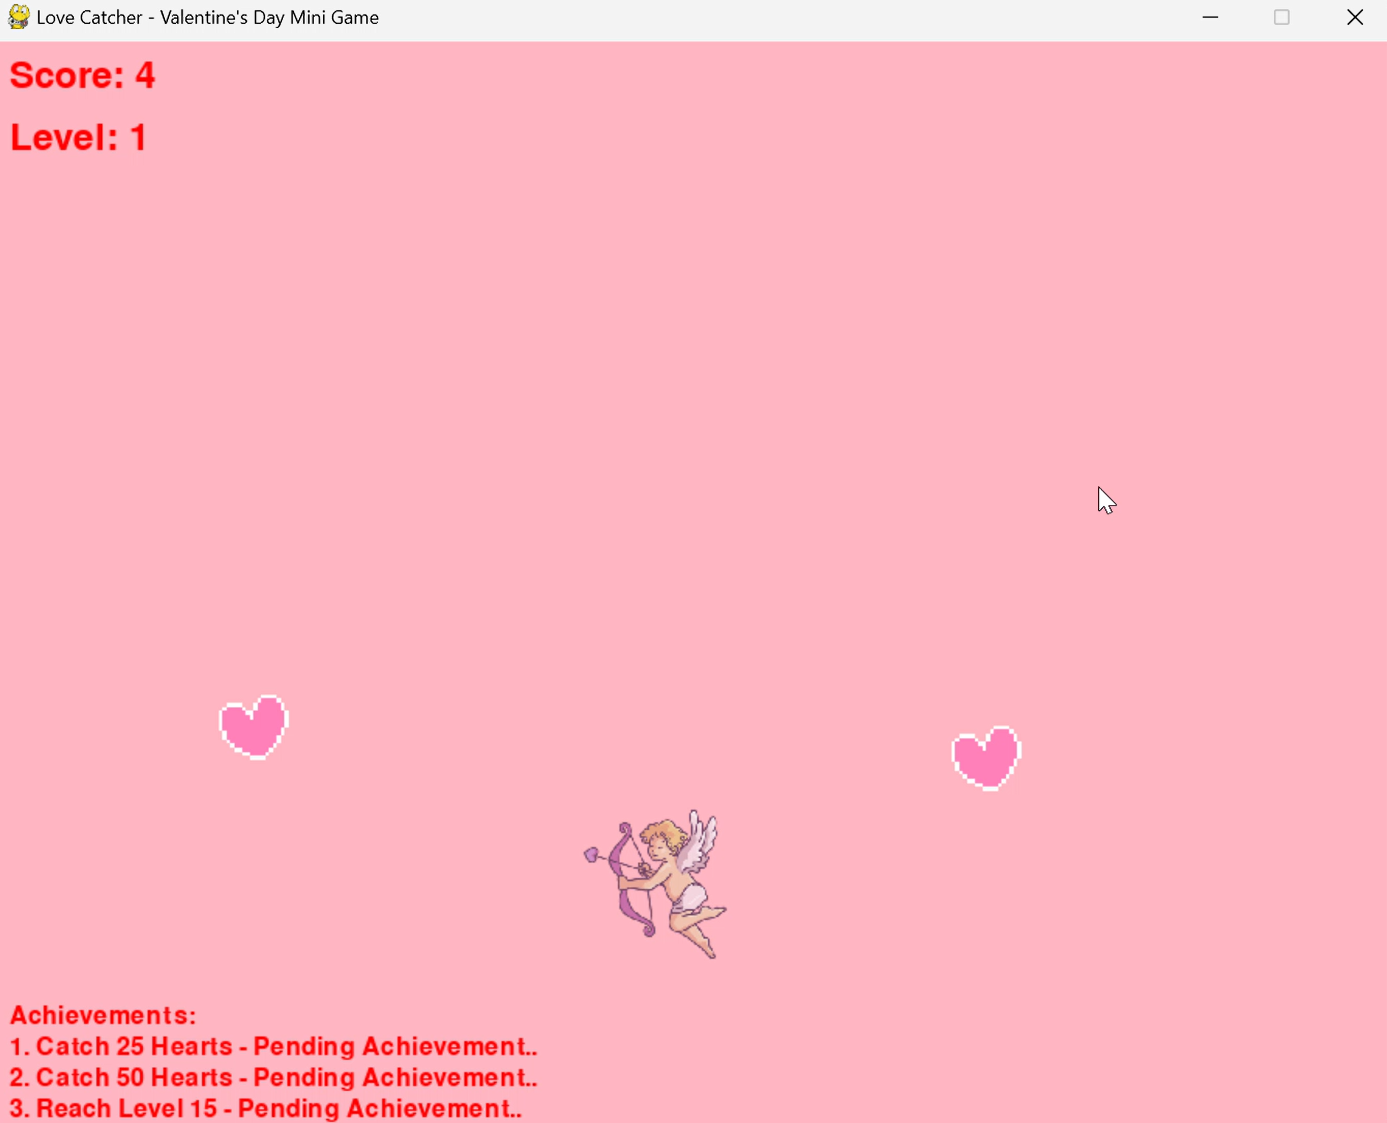 Love Catcher - Valentine's Day Mini Game
Score: 4
Level: 1
Achievements:
1. Catch 25 Hearts - Pending Achievement..
2. Catch 50 Hearts - Pending Achievement..
3. Reach Level 15 - Pending Achievement..